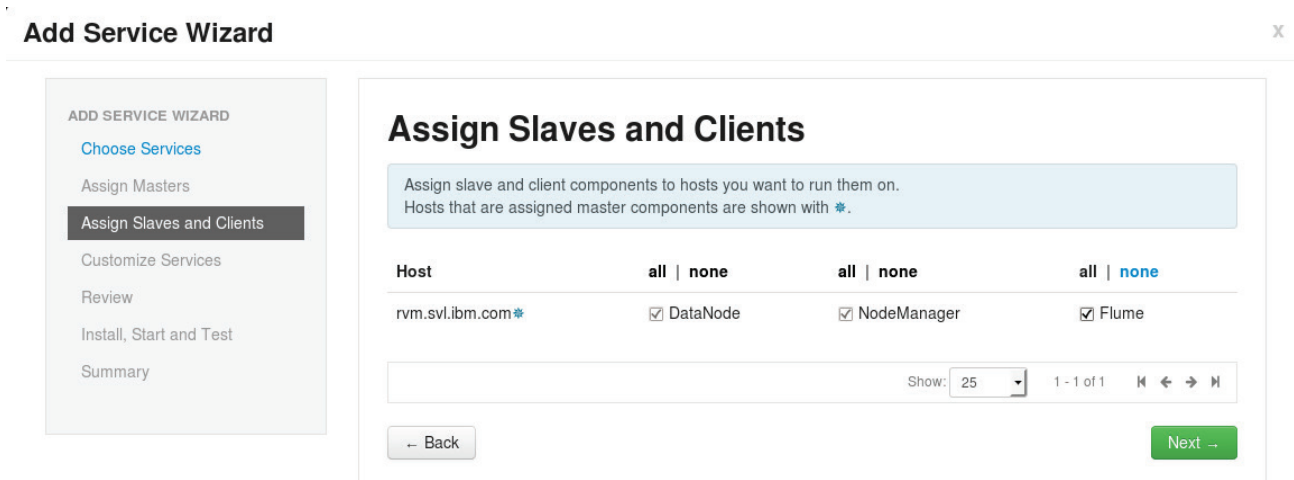 Add Service Wizard
x
ADD SERVICE WIZARD
Choose Services
Assign Masters
Assign Slaves and Clients
Customize Services
Review
Install, Start and Test
Summary
Assign Slaves and Clients
Assign slave and client components to hosts you want to run them on.
Hosts that are assigned master components are shown with ✵.
Host all | none all | none all | none
rvm.svl.ibm.com✵ DataNode NodeManager Flume
Show: 25 1 - 1 of 1
← Back
Next →